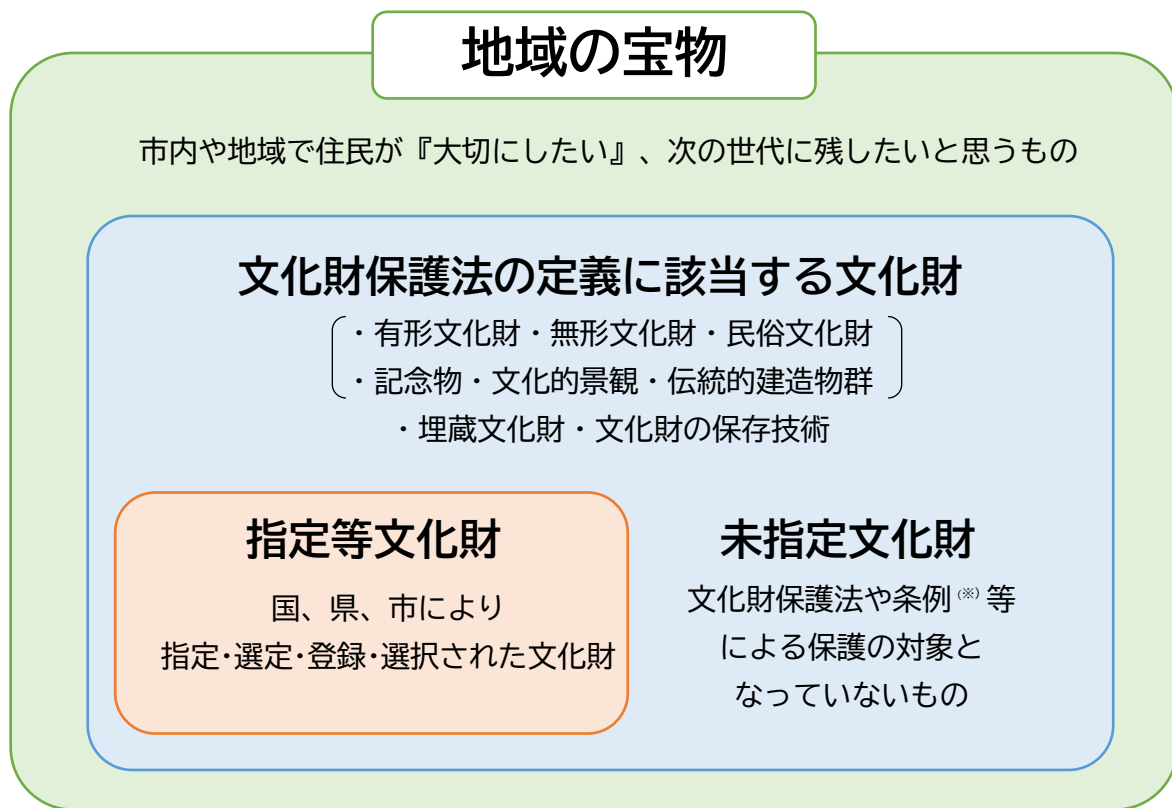 地域の宝物
市内や地域で住民が『大切にしたい』、次の世代に残したいと思うもの
文化財保護法の定義に該当する文化財
・有形文化財・無形文化財・民俗文化財
・記念物・文化的景観・伝統的建造物群
・埋蔵文化財・文化財の保存技術
指定等文化財
国、県、市により
指定・選定・登録・選択された文化財
未指定文化財
文化財保護法や条例(※)等
による保護の対象と
なっていないもの